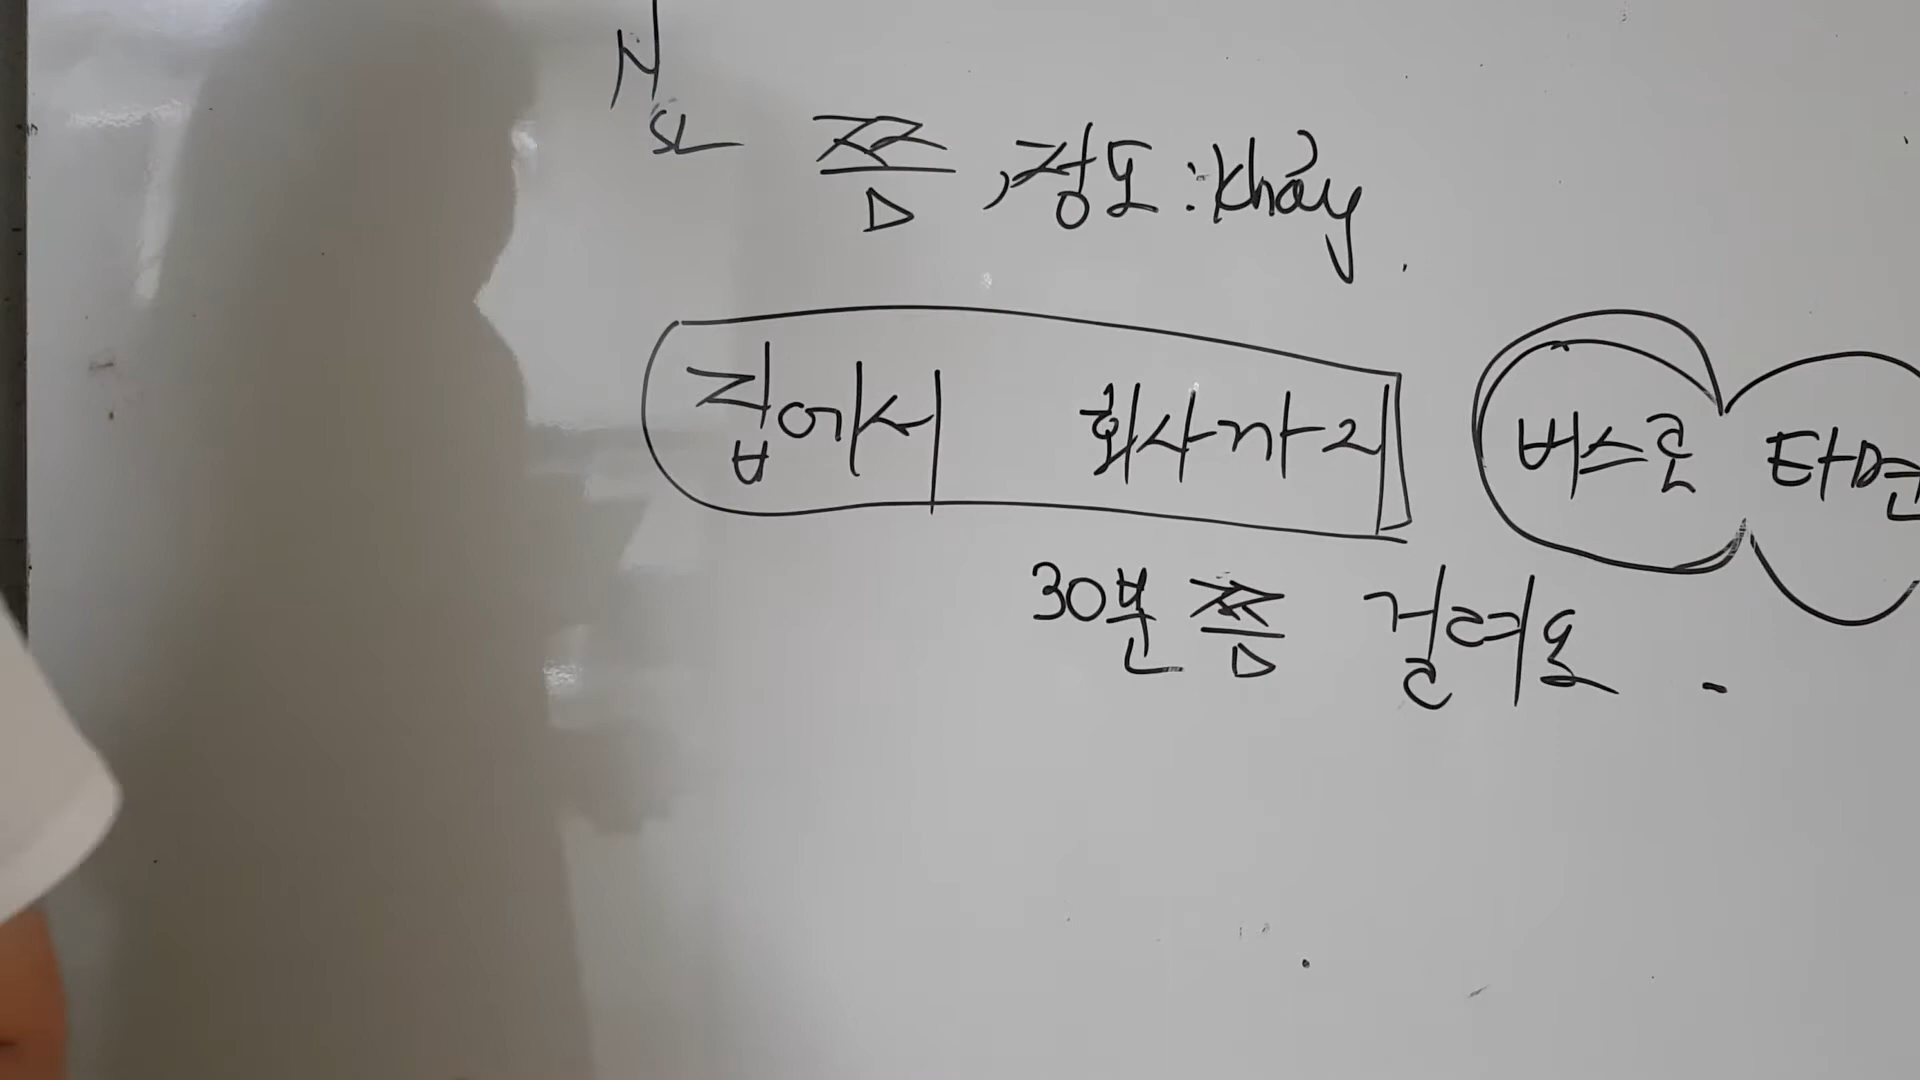 N SL 쯤, 정도 : khoảng
집에서 회사까지 버스로 타면
30분 쯤 걸려요.